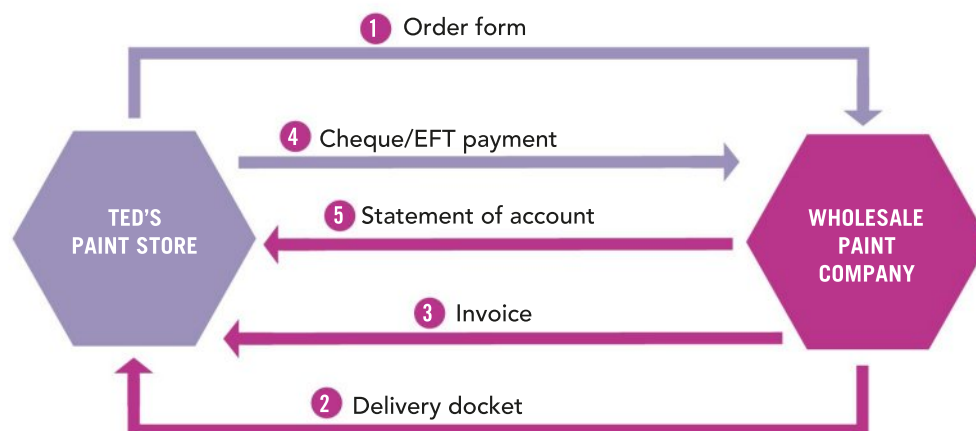 1 Order form
4 Cheque/EFT payment
5 Statement of account
TED'S
PAINT STORE
WHOLESALE
PAINT
COMPANY
3 Invoice
2 Delivery docket